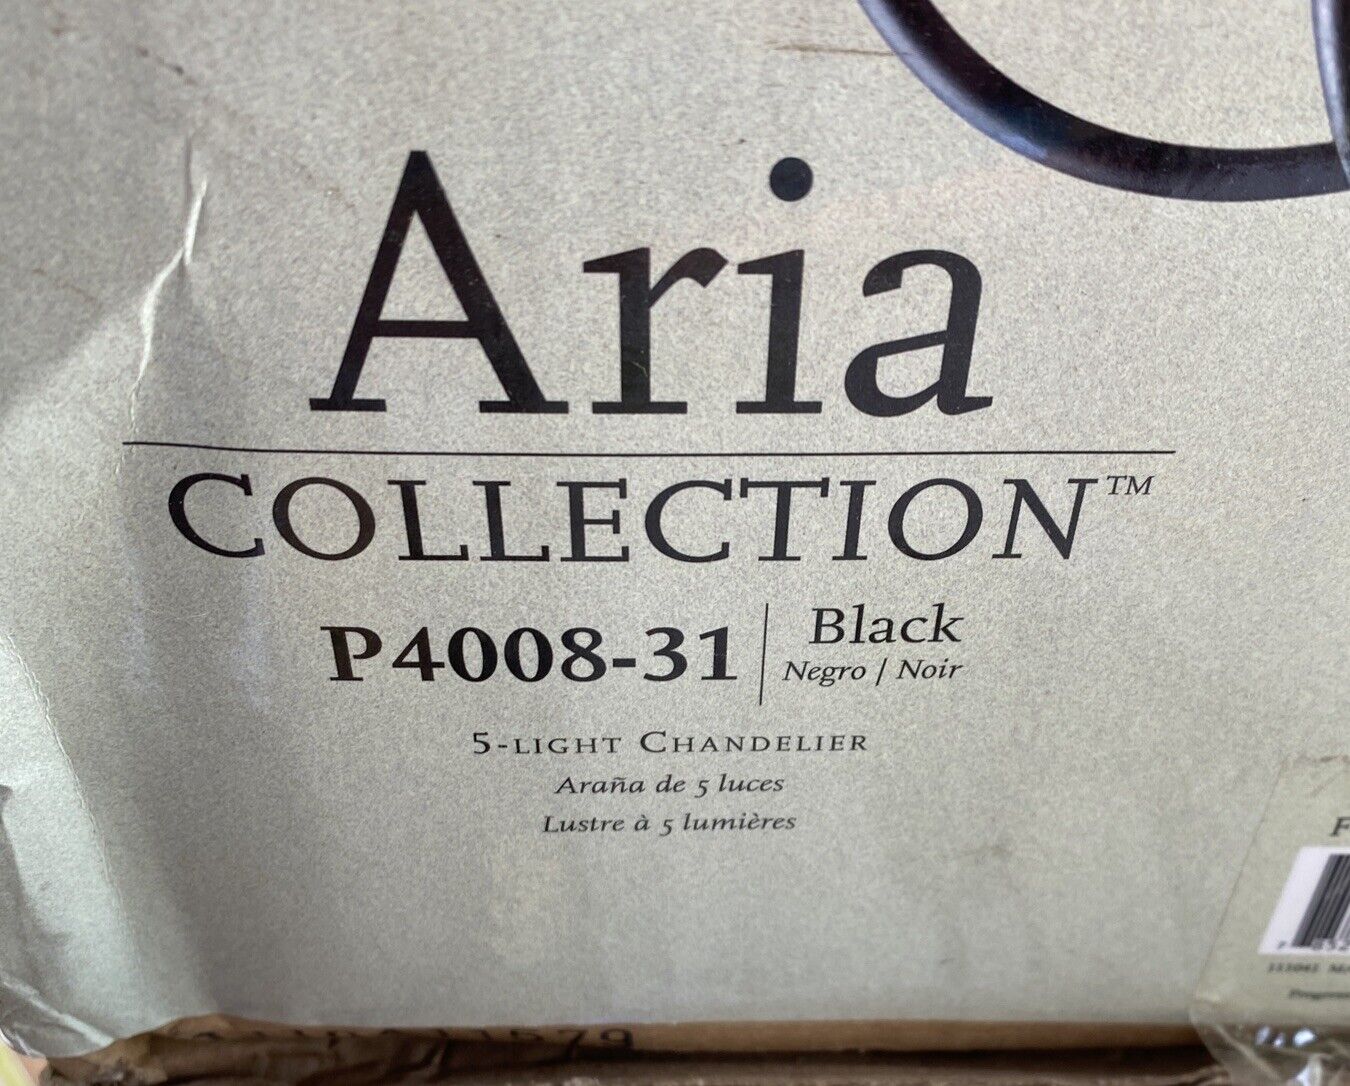 Aria
COLLECTION™
P4008-31
Black
Negro / Noir
5-LIGHT CHANDELIER
Araña de 5 luces
Lustre à 5 lumières